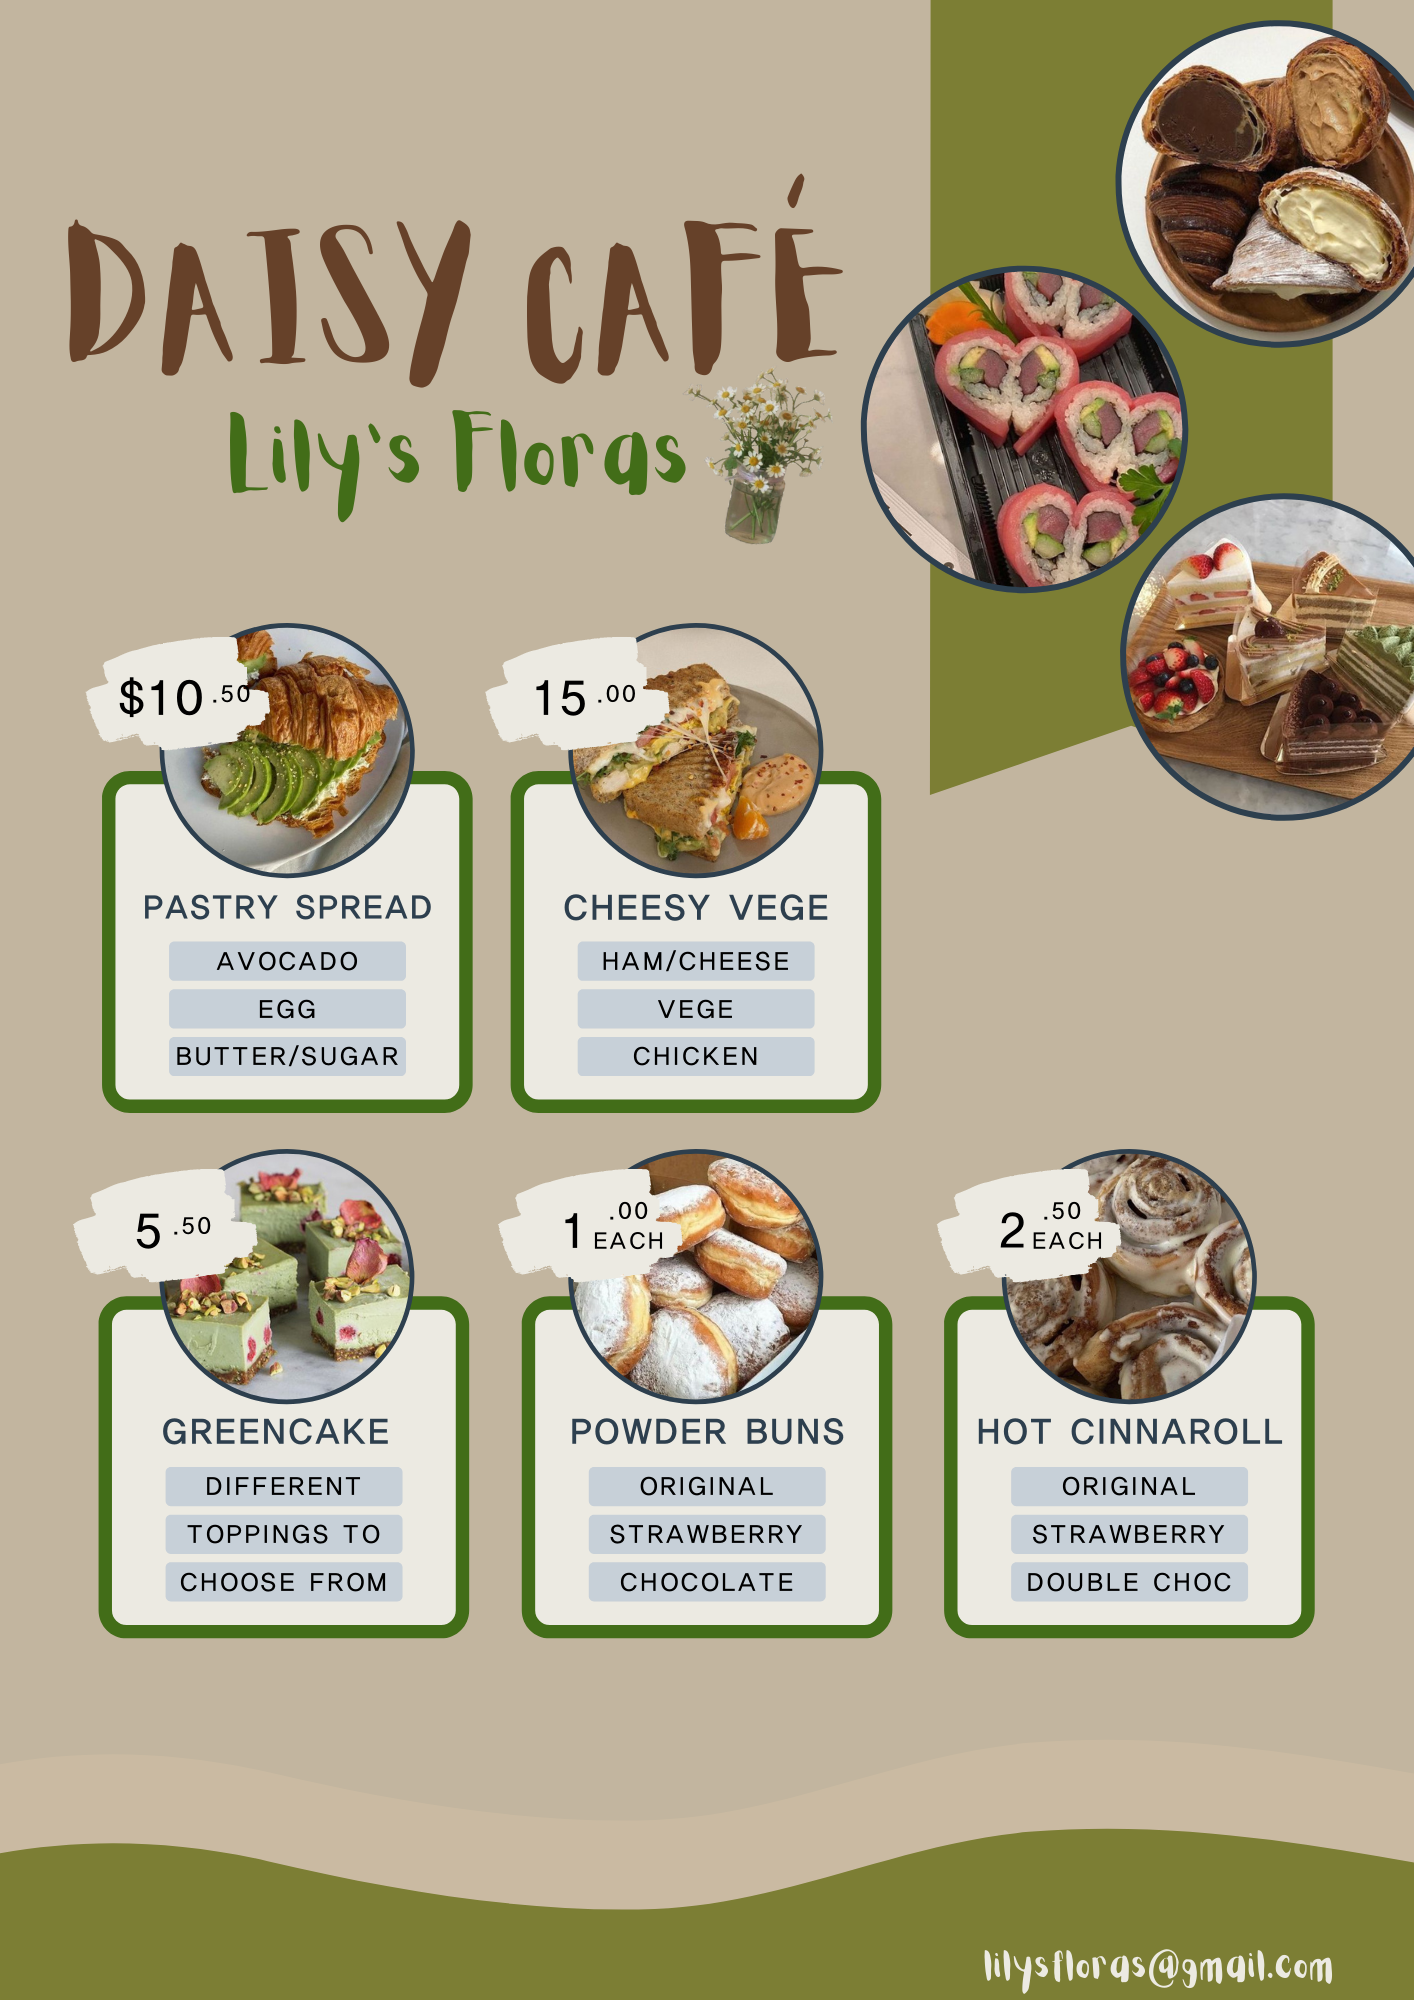 DAISY CAFÉ
Lily's Floras
$10.50
PASTRY SPREAD
AVOCADO
EGG
BUTTER/SUGAR
15.00
CHEESY VEGE
HAM/CHEESE
VEGE
CHICKEN
5.50
GREENCAKE
DIFFERENT
TOPPINGS TO
CHOOSE FROM
1.00
EACH
POWDER BUNS
ORIGINAL
STRAWBERRY
CHOCOLATE
2.50
EACH
HOT CINNAROLL
ORIGINAL
STRAWBERRY
DOUBLE CHOC
lilysfloras@gmail.com